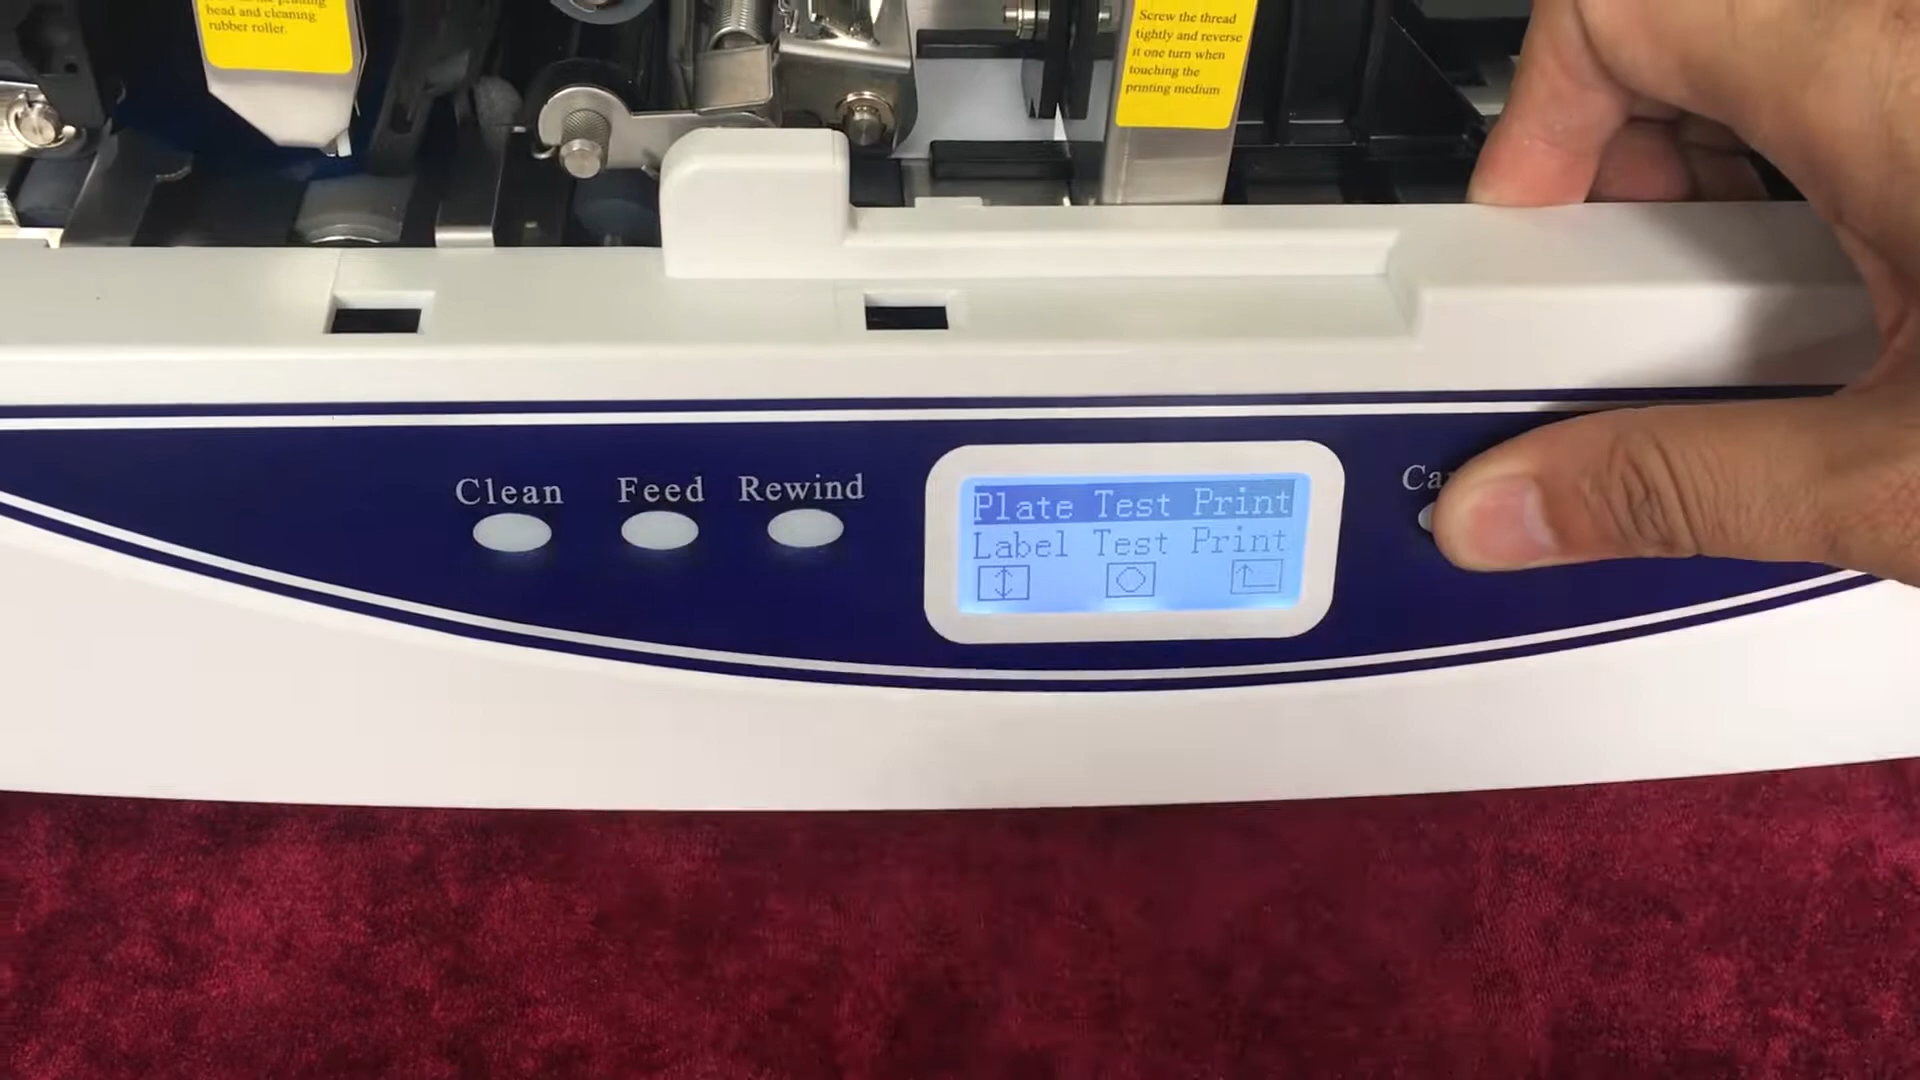 head and cleaning
rubber roller.
Screw the thread
tightly and reverse
it one turn when
touching the
printing medium
Clean Feed Rewind
Plate Test Print
Label Test Print